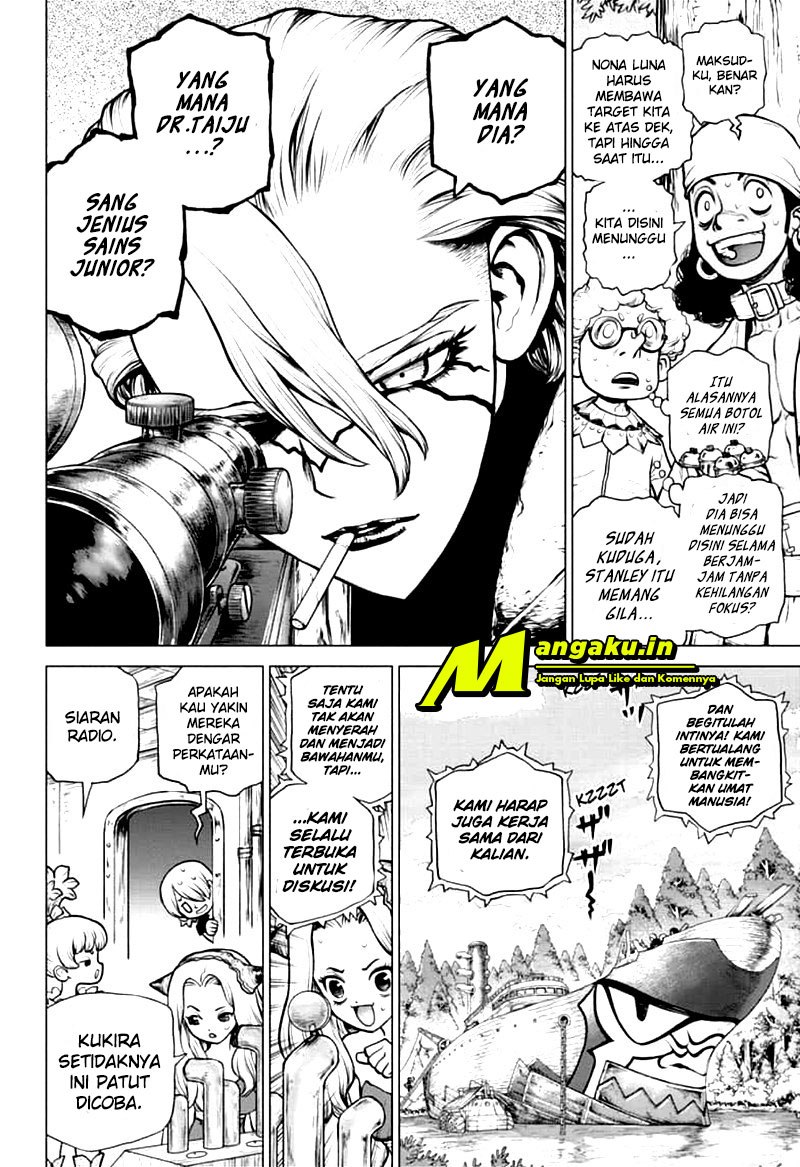 MAKSUD-
KU, BENAR
KAN?
NONA LUNA
HARUS
MEMBAWA
TARGET KITA
KE ATAS DEK,
TAPI HINGGA
SAAT ITU...
...
KITA DISINI
MENUNGGU
...
ITU
ALASANNYA
SEMUA BOTOL
AIR INI?
JADI
DIA BISA
MENUNGGU
DISINI SELAMA
BERJAM-
JAM TANPA
KEHILANGAN
FOKUS?
SUDAH
KUDUGA,
STANLEY ITU
MEMANG
GILA...
YANG
MANA
DIA?
YANG
MANA
DR.TAIJU
...?
SANG
JENIUS
SAINS
JUNIOR?
Mangaku.in
Jangan Lupa Like dan Komennya
DAN
BEGITULAH
INTINYA! KAMI
BERTUALANG
UNTUK MEM-
BANGKIT-
KAN UMAT
MANUSIA!
KZZZT
KAMI HARAP
JUGA KERJA
SAMA DARI
KALIAN.
TENTU
SAJA KAMI
TAK AKAN
MENYERAH
DAN MENJADI
BAWAHANMU,
TAPI...
...KAMI
SELALU
TERBUKA
UNTUK
DISKUSI!
APAKAH
KAU YAKIN
MEREKA
DENGAR
PERKATAAN-
MU?
SIARAN
RADIO.
KUKIRA
SETIDAKNYA
INI PATUT
DICOBA.